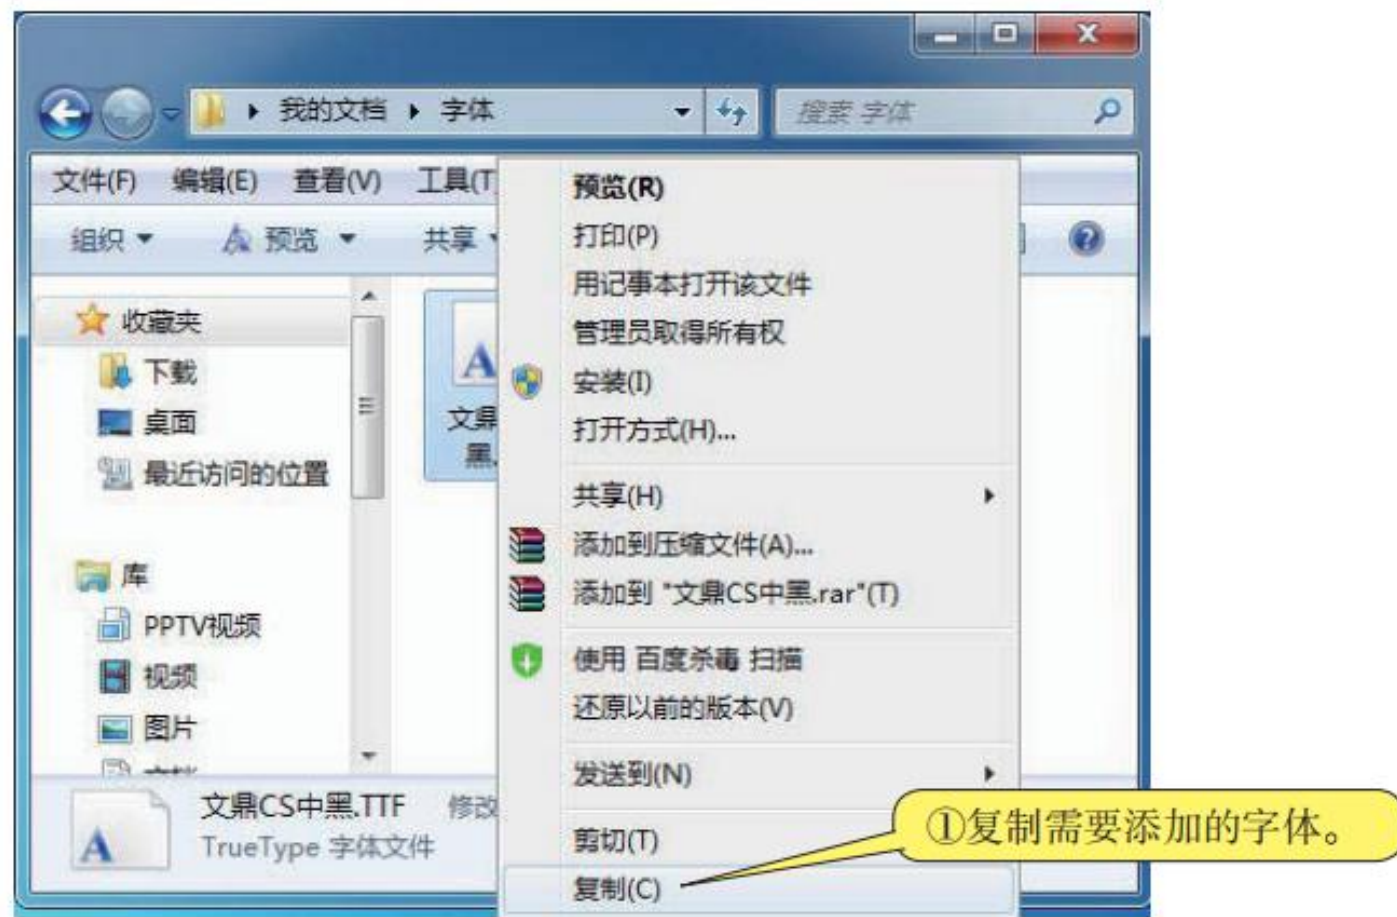 我的文档 字体
搜索 字体
文件(F) 编辑(E) 查看(V) 工具(T
组织 预览 共享
收藏夹
下载
桌面
最近访问的位置
库
PPTV视频
视频
图片
文鼎
黑.
预览(R)
打印(P)
用记事本打开该文件
管理员取得所有权
安装(I)
打开方式(H)...
共享(H)
添加到压缩文件(A)...
添加到 "文鼎CS中黑.rar"(T)
使用 百度杀毒 扫描
还原以前的版本(V)
发送到(N)
剪切(T)
复制(C)
文鼎CS中黑.TTF 修改
TrueType 字体文件
①复制需要添加的字体。